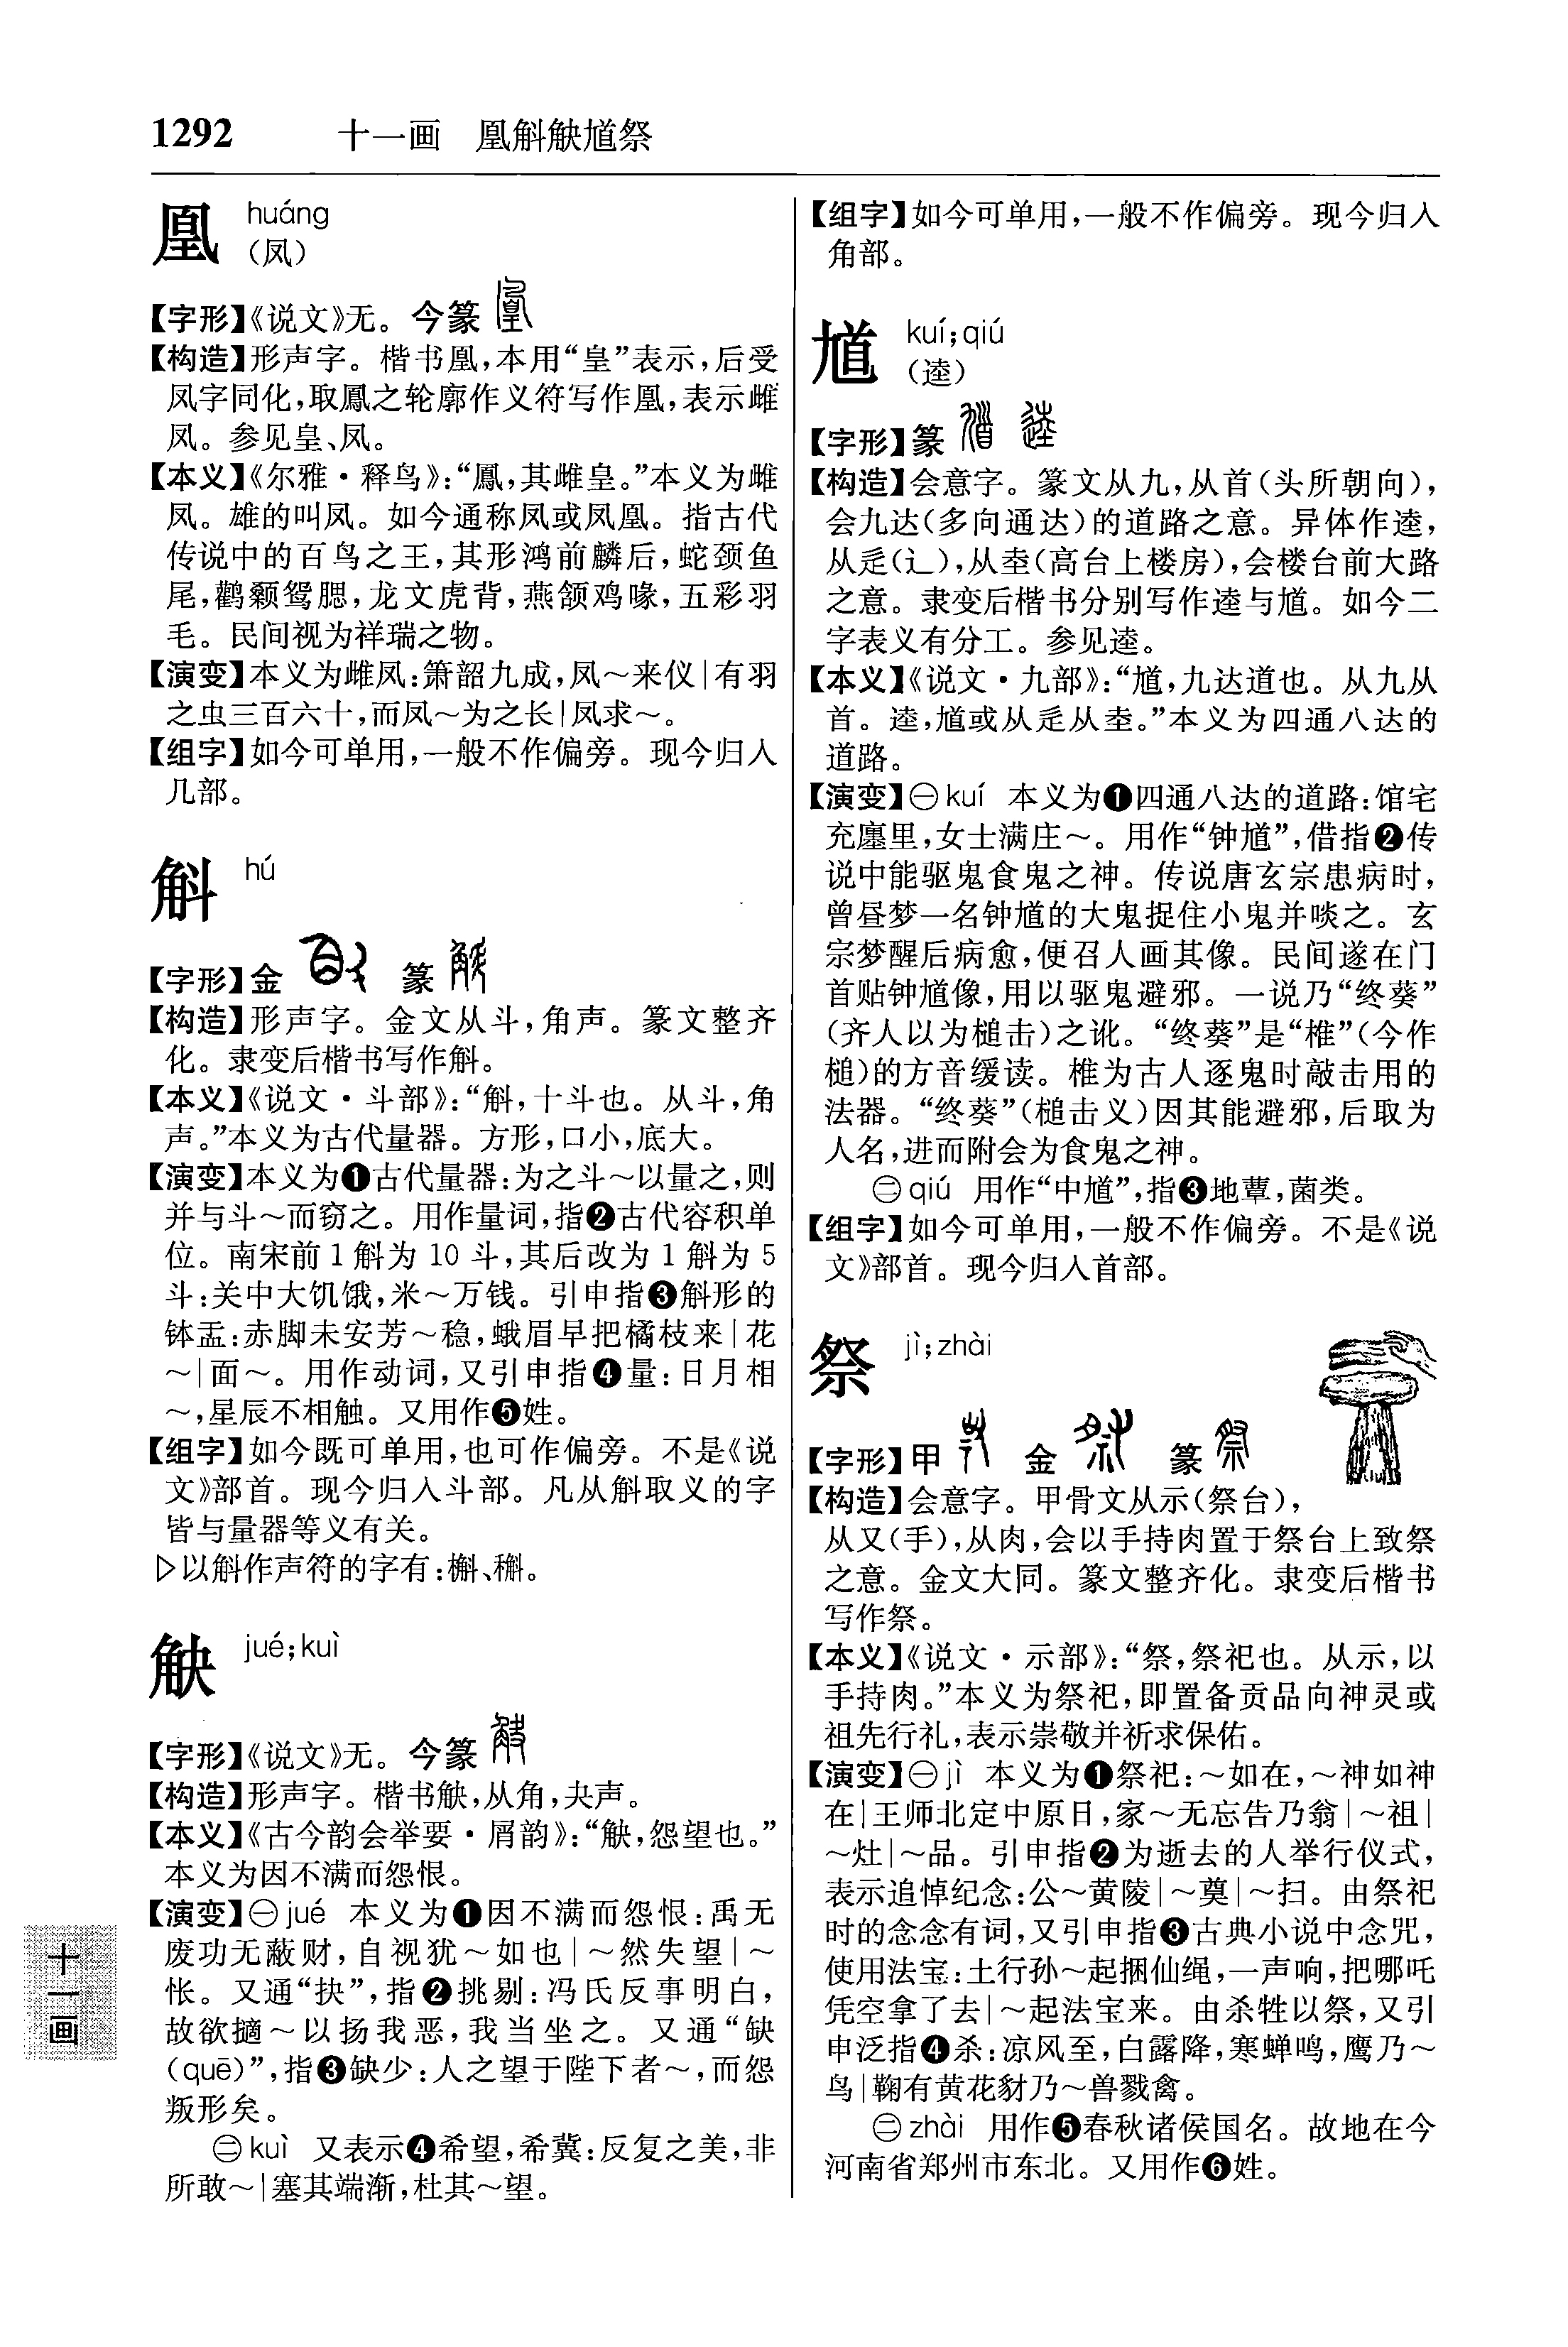 1292 十一画 凰斛觖馗祭
凰 huáng
（凤）
【字形】《说文》无。今篆
【构造】形声字。楷书凰，本用“皇”表示，后受
凤字同化，取鳳之轮廓作义符写作凰，表示雌
凤。参见皇、凤。
【本义】《尔雅·释鸟》：“鳳，其雌皇。”本义为雌
凤。雄的叫凤。如今通称凤或凤凰。指古代
传说中的百鸟之王，其形鸿前麟后，蛇颈鱼
尾，鹳颡鸳腮，龙文虎背，燕颔鸡喙，五彩羽
毛。民间视为祥瑞之物。
【演变】本义为雌凤：箫韶九成，凤～来仪｜有羽
之虫三百六十，而凤～为之长｜凤求～。
【组字】如今可单用，一般不作偏旁。现今归入
几部。
斛 hú
【字形】金 篆
【构造】形声字。金文从斗，角声。篆文整齐
化。隶变后楷书写作斛。
【本义】《说文·斗部》：“斛，十斗也。从斗，角
声。”本义为古代量器。方形，口小，底大。
【演变】本义为❶古代量器：为之斗～以量之，则
并与斗～而窃之。用作量词，指❷古代容积单
位。南宋前1斛为10斗，其后改为1斛为5
斗：关中大饥饿，米～万钱。引申指❸斛形的
钵盂：赤脚未安芳～稳，蛾眉早把橘枝来｜花
～｜面～。用作动词，又引申指❹量：日月相
～，星辰不相触。又用作❺姓。
【组字】如今既可单用，也可作偏旁。不是《说
文》部首。现今归入斗部。凡从斛取义的字
皆与量器等义有关。
▷以斛作声符的字有：槲、䊀。
觖 jué；kuì
【字形】《说文》无。今篆
【构造】形声字。楷书觖，从角，夬声。
【本义】《古今韵会举要·屑韵》：“觖，怨望也。”
本义为因不满而怨恨。
【演变】㊀jué 本义为❶因不满而怨恨：禹无
废功无蔽财，自视犹～如也｜～然失望｜～
怅。又通“抉”，指❷挑剔：冯氏反事明白，
故欲擿～以扬我恶，我当坐之。又通“缺
（quē）”，指❸缺少：人之望于陛下者～，而怨
叛形矣。
㊁kuì 又表示❹希望，希冀：反复之美，非
所敢～｜塞其端渐，杜其～望。
【组字】如今可单用，一般不作偏旁。现今归入
角部。
馗 kuí；qiú
（逵）
【字形】篆
【构造】会意字。篆文从九，从首（头所朝向），
会九达（多向通达）的道路之意。异体作逵，
从辵（辶），从坴（高台上楼房），会楼台前大路
之意。隶变后楷书分别写作逵与馗。如今二
字表义有分工。参见逵。
【本义】《说文·九部》：“馗，九达道也。从九从
首。逵，馗或从辵从坴。”本义为四通八达的
道路。
【演变】㊀kuí 本义为❶四通八达的道路：馆宅
充廛里，女士满庄～。用作“钟馗”，借指❷传
说中能驱鬼食鬼之神。传说唐玄宗患病时，
曾昼梦一名钟馗的大鬼捉住小鬼并啖之。玄
宗梦醒后病愈，便召人画其像。民间遂在门
首贴钟馗像，用以驱鬼避邪。一说乃“终葵”
（齐人以为槌击）之讹。“终葵”是“椎”（今作
槌）的方音缓读。椎为古人逐鬼时敲击用的
法器。“终葵”（槌击义）因其能避邪，后取为
人名，进而附会为食鬼之神。
㊁qiú 用作“中馗”，指❸地蕈，菌类。
【组字】如今可单用，一般不作偏旁。不是《说
文》部首。现今归入首部。
祭 jì；zhài
【字形】甲 金 篆
【构造】会意字。甲骨文从示（祭台），
从又（手），从肉，会以手持肉置于祭台上致祭
之意。金文大同。篆文整齐化。隶变后楷书
写作祭。
【本义】《说文·示部》：“祭，祭祀也。从示，以
手持肉。”本义为祭祀，即置备贡品向神灵或
祖先行礼，表示崇敬并祈求保佑。
【演变】㊀jì 本义为❶祭祀：～如在，～神如神
在｜王师北定中原日，家～无忘告乃翁｜～祖｜
～灶｜～品。引申指❷为逝去的人举行仪式，
表示追悼纪念：公～黄陵｜～奠｜～扫。由祭祀
时的念念有词，又引申指❸古典小说中念咒，
使用法宝：土行孙～起捆仙绳，一声响，把哪吒
凭空拿了去｜～起法宝来。由杀牲以祭，又引
申泛指❹杀：凉风至，白露降，寒蝉鸣，鹰乃～
鸟｜鞠有黄花豺乃～兽戮禽。
㊁zhài 用作❺春秋诸侯国名。故地在今
河南省郑州市东北。又用作❻姓。
十一画